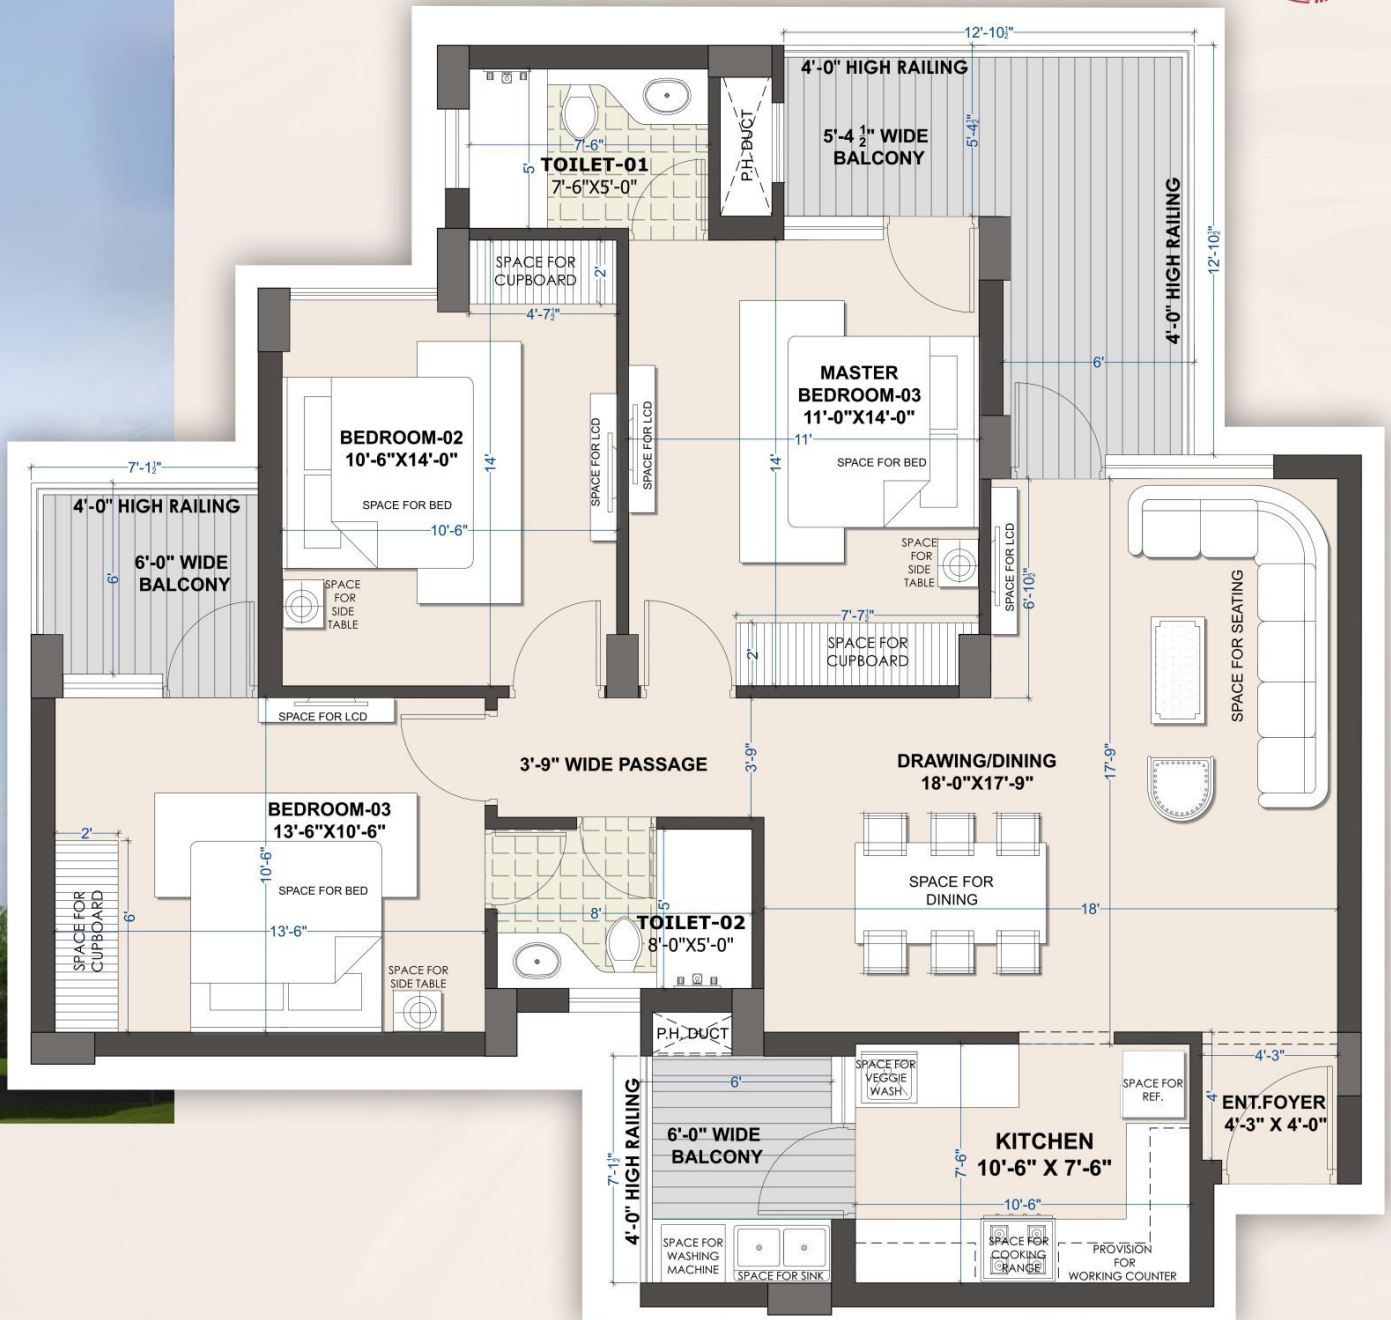 12'-10½"
4'-0" HIGH RAILING
5'-4 ½" WIDE
BALCONY
5'-4½"
P.H. DUCT
5'
7'-6"
TOILET-01
7'-6"X5'-0"
4'-0" HIGH RAILING
12'-10½"
6'
SPACE FOR
CUPBOARD
2'
4'-7½"
MASTER
BEDROOM-03
11'-0"X14'-0"
11'
14'
SPACE FOR BED
SPACE FOR LCD
SPACE
FOR
SIDE
TABLE
7'-7½"
2'
SPACE FOR
CUPBOARD
BEDROOM-02
10'-6"X14'-0"
14'
SPACE FOR BED
10'-6"
SPACE FOR LCD
SPACE
FOR
SIDE
TABLE
7'-1½"
4'-0" HIGH RAILING
6'-0" WIDE
BALCONY
6'
SPACE FOR LCD
6'-10½"
SPACE FOR SEATING
SPACE FOR LCD
3'-9" WIDE PASSAGE
3'-9"
DRAWING/DINING
18'-0"X17'-9"
17'-9"
18'
SPACE FOR
DINING
BEDROOM-03
13'-6"X10'-6"
10'-6"
SPACE FOR BED
13'-6"
2'
6'
SPACE FOR
CUPBOARD
SPACE FOR
SIDE TABLE
8'
5'
TOILET-02
8'-0"X5'-0"
P.H. DUCT
6'
4'-0" HIGH RAILING
7'-1½"
6'-0" WIDE
BALCONY
SPACE FOR
WASHING
MACHINE
SPACE FOR SINK
SPACE FOR
VEGGIE
WASH
SPACE FOR
REF.
KITCHEN
10'-6" X 7'-6"
7'-6"
10'-6"
SPACE FOR
COOKING
RANGE
PROVISION
FOR
WORKING COUNTER
4'-3"
4'
ENT.FOYER
4'-3" X 4'-0"